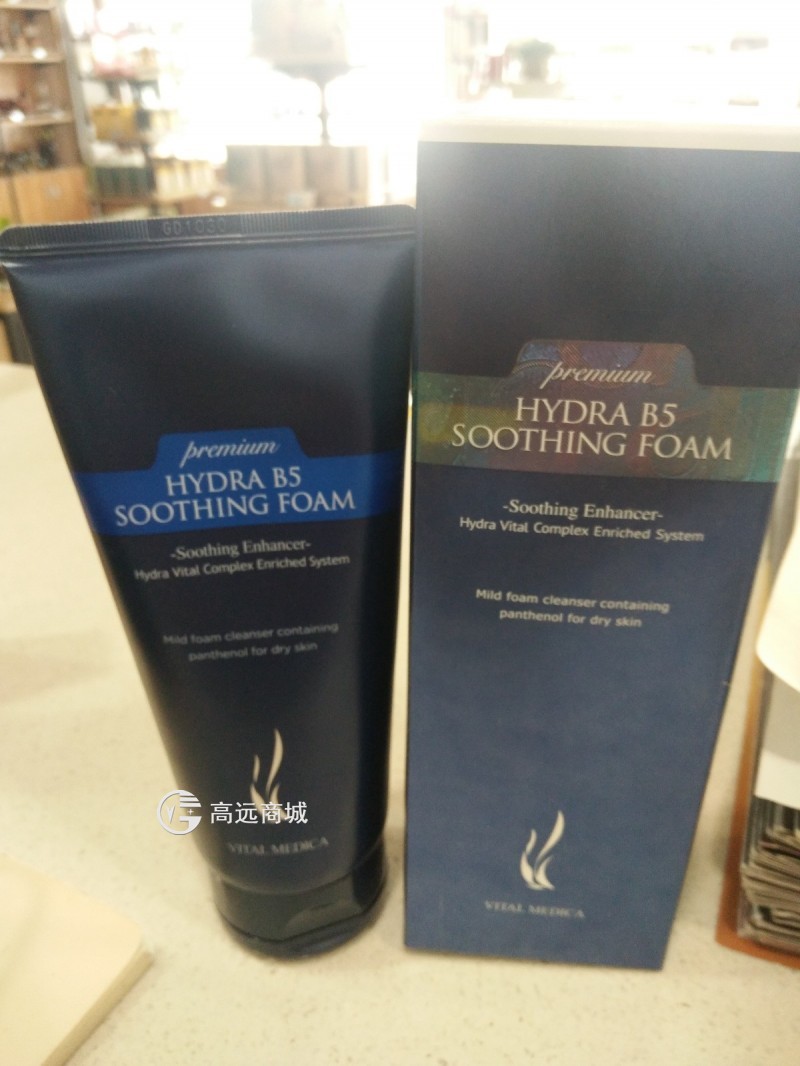 GD1030
premium
HYDRA B5
SOOTHING FOAM
-Soothing Enhancer-
Hydra Vital Complex Enriched System
Mild foam cleanser containing
panthenol for dry skin
高远商城
VITAL MEDICA
premium
HYDRA B5
SOOTHING FOAM
-Soothing Enhancer-
Hydra Vital Complex Enriched System
Mild foam cleanser containing
panthenol for dry skin
VITAL MEDICA